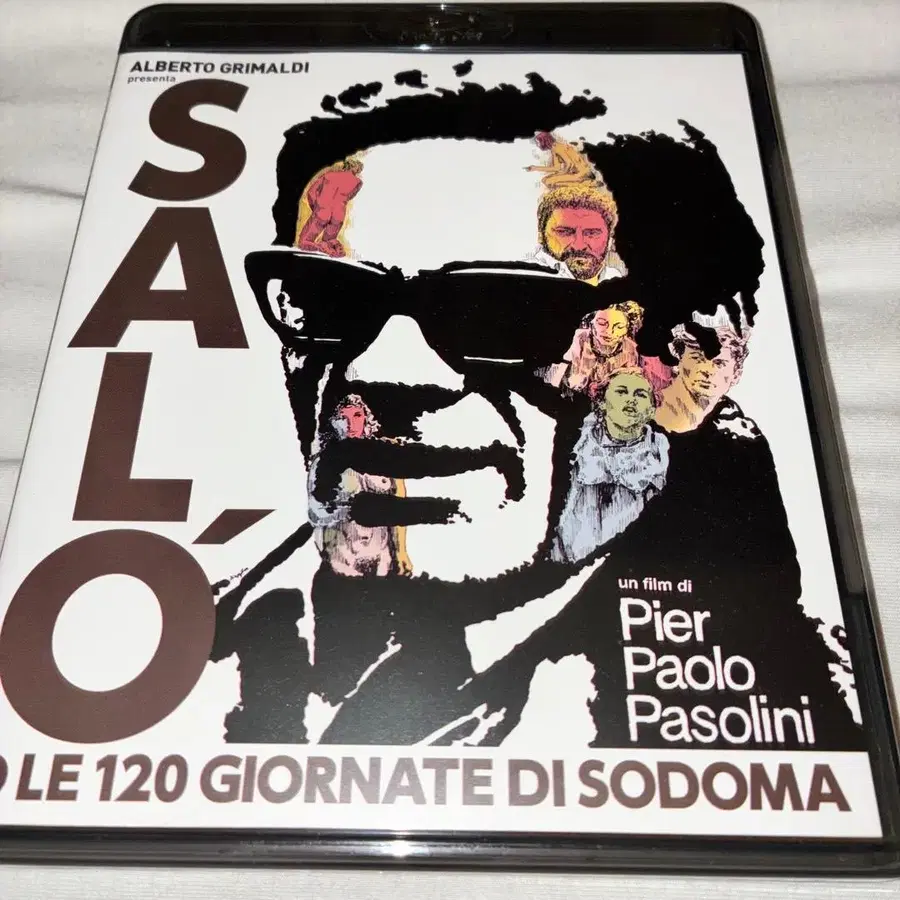 ALBERTO GRIMALDI
presenta
SALÓ
un film di
Pier
Paolo
Pasolini
O LE 120 GIORNATE DI SODOMA